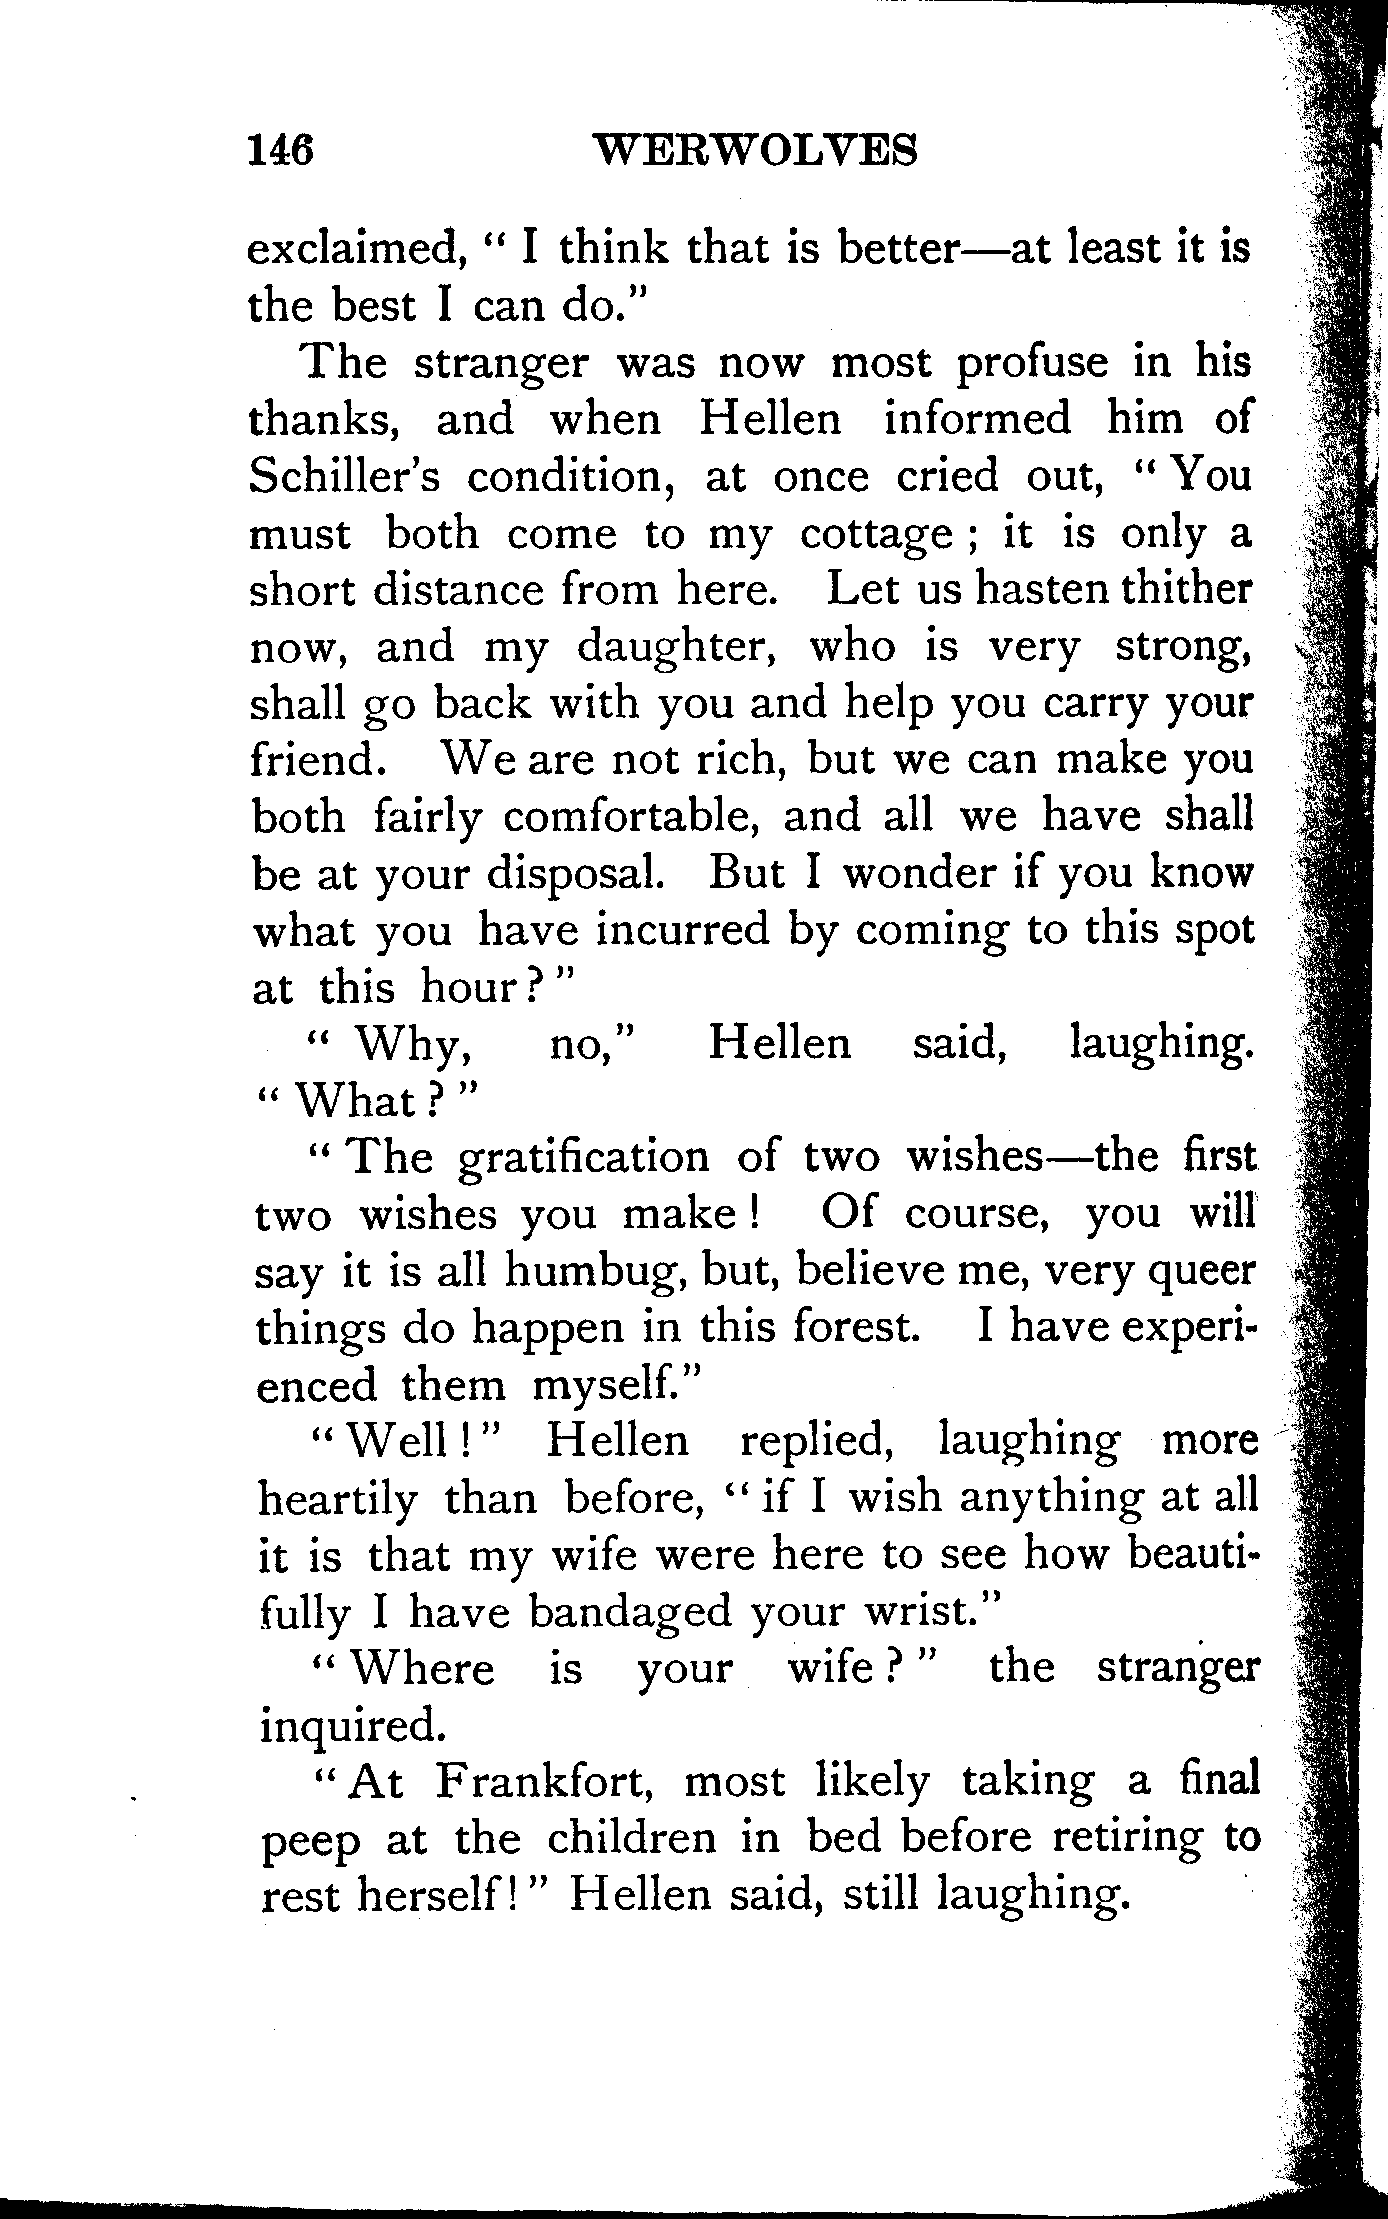 146 WERWOLVES
exclaimed, " I think that is better—at least it is
the best I can do."
The stranger was now most profuse in his
thanks, and when Hellen informed him of
Schiller's condition, at once cried out, " You
must both come to my cottage ; it is only a
short distance from here. Let us hasten thither
now, and my daughter, who is very strong,
shall go back with you and help you carry your
friend. We are not rich, but we can make you
both fairly comfortable, and all we have shall
be at your disposal. But I wonder if you know
what you have incurred by coming to this spot
at this hour ? "
" Why, no," Hellen said, laughing.
" What ? "
" The gratification of two wishes—the first
two wishes you make ! Of course, you will
say it is all humbug, but, believe me, very queer
things do happen in this forest. I have experi-
enced them myself."
" Well ! " Hellen replied, laughing more
heartily than before, " if I wish anything at all
it is that my wife were here to see how beauti-
fully I have bandaged your wrist."
" Where is your wife ? " the stranger
inquired.
" At Frankfort, most likely taking a final
peep at the children in bed before retiring to
rest herself ! " Hellen said, still laughing.